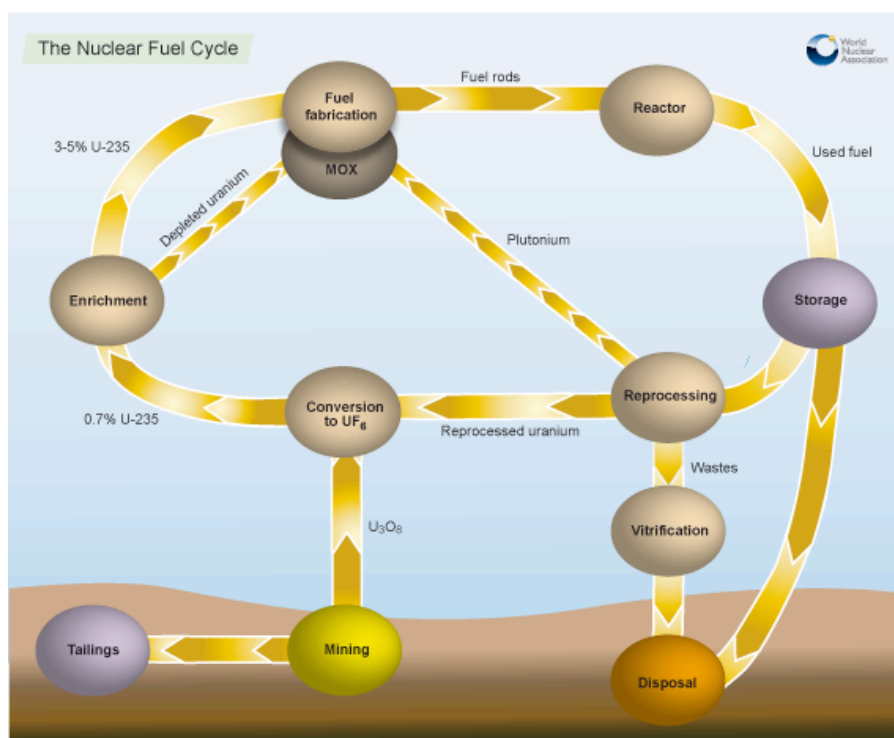 The Nuclear Fuel Cycle
World
Nuclear
Association
Fuel
fabrication
MOX
Fuel rods
Reactor
3-5% U-235
Used fuel
Depleted uranium
Plutonium
Enrichment
Storage
Conversion
to UF₆
Reprocessing
0.7% U-235
Reprocessed uranium
Wastes
U₃O₈
Vitrification
Tailings
Mining
Disposal